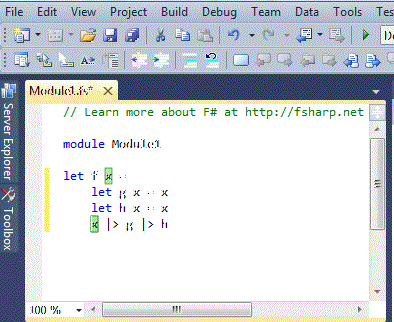 File Edit View Project Build Debug Team Data Tools Tes
De
Module1.fs*
Server Explorer
Toolbox
// Learn more about F# at http://fsharp.net
module Module1
let f x =
let g x = x
let h x = x
x |> g |> h
100 %